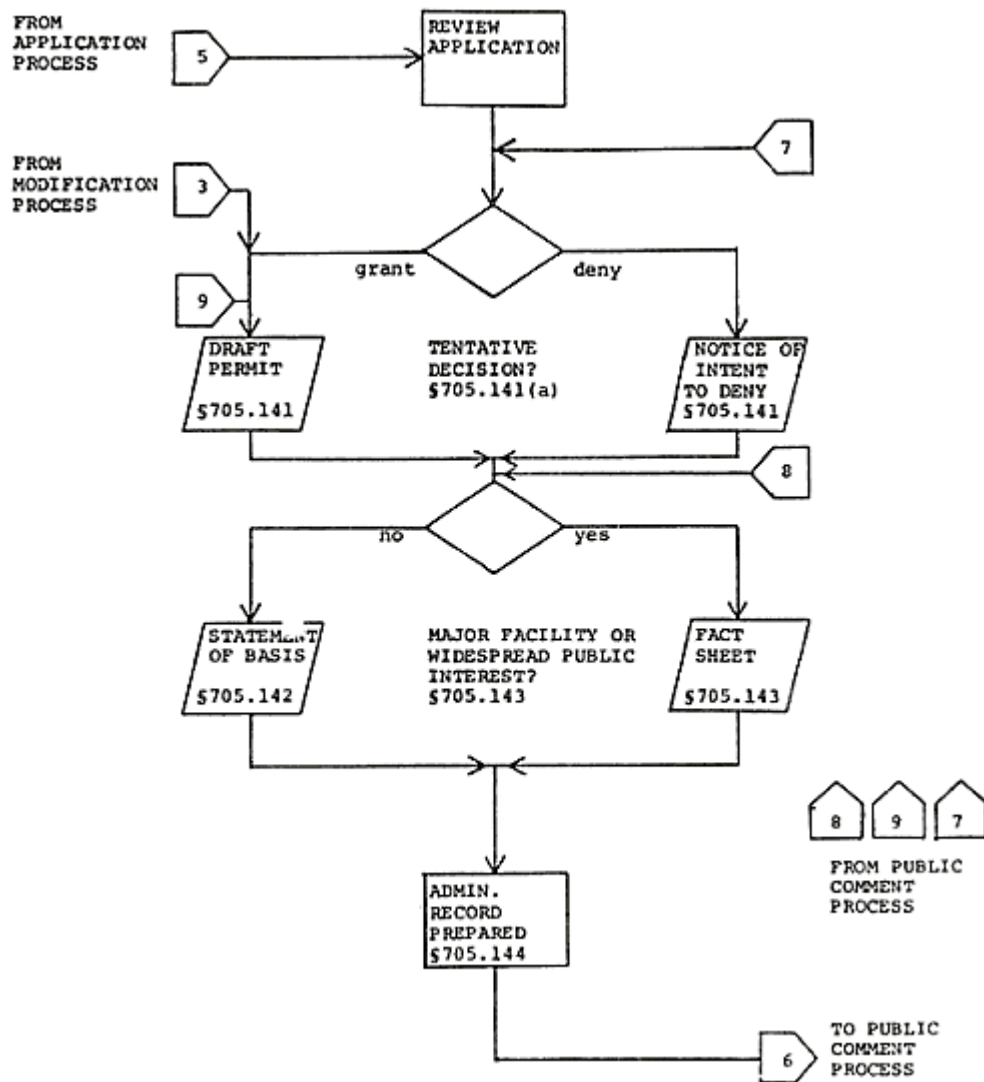 FROM
APPLICATION
PROCESS
5
REVIEW
APPLICATION
7
FROM
MODIFICATION
PROCESS
3
grant
deny
9
DRAFT
PERMIT
§705.141
TENTATIVE
DECISION?
§705.141(a)
NOTICE OF
INTENT
TO DENY
§705.141
8
no
yes
STATEMENT
OF BASIS
§705.142
MAJOR FACILITY OR
WIDESPREAD PUBLIC
INTEREST?
§705.143
FACT
SHEET
§705.143
8
9
7
FROM PUBLIC
COMMENT
PROCESS
ADMIN.
RECORD
PREPARED
§705.144
6
TO PUBLIC
COMMENT
PROCESS